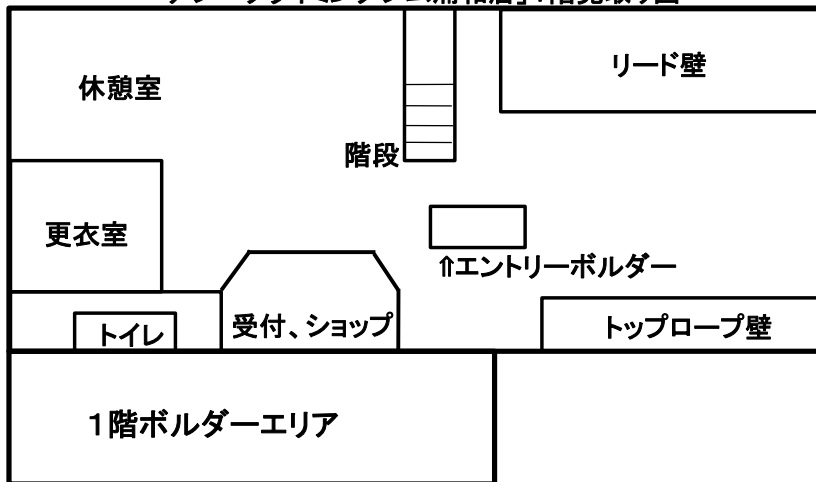 休憩室
リード壁
階段
更衣室
⇑エントリーボルダー
トイレ
受付、ショップ
トップロープ壁
1階ボルダーエリア